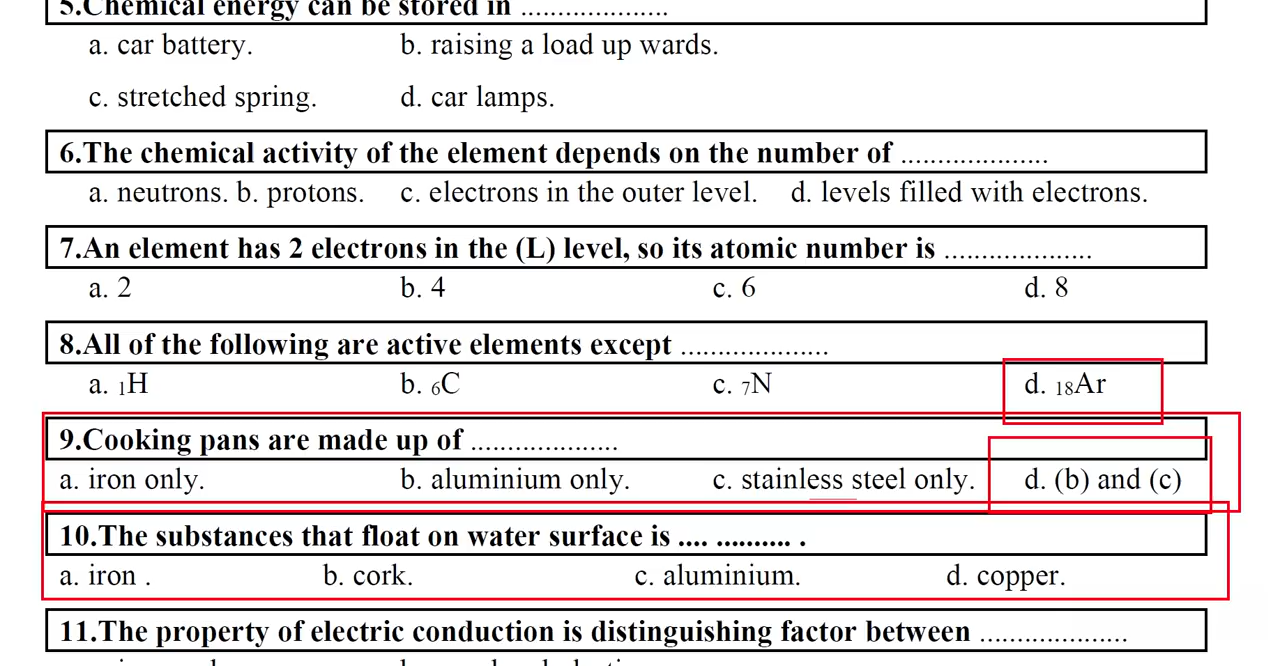 5.Chemical energy can be stored in ....................
a. car battery. b. raising a load up wards.
c. stretched spring. d. car lamps.
6.The chemical activity of the element depends on the number of ....................
a. neutrons. b. protons. c. electrons in the outer level. d. levels filled with electrons.
7.An element has 2 electrons in the (L) level, so its atomic number is ....................
a. 2 b. 4 c. 6 d. 8
8.All of the following are active elements except ....................
a. ₁H b. ₆C c. ₇N d. ₁₈Ar
9.Cooking pans are made up of ....................
a. iron only. b. aluminium only. c. stainless steel only. d. (b) and (c)
10.The substances that float on water surface is .... .......... .
a. iron . b. cork. c. aluminium. d. copper.
11.The property of electric conduction is distinguishing factor between ....................